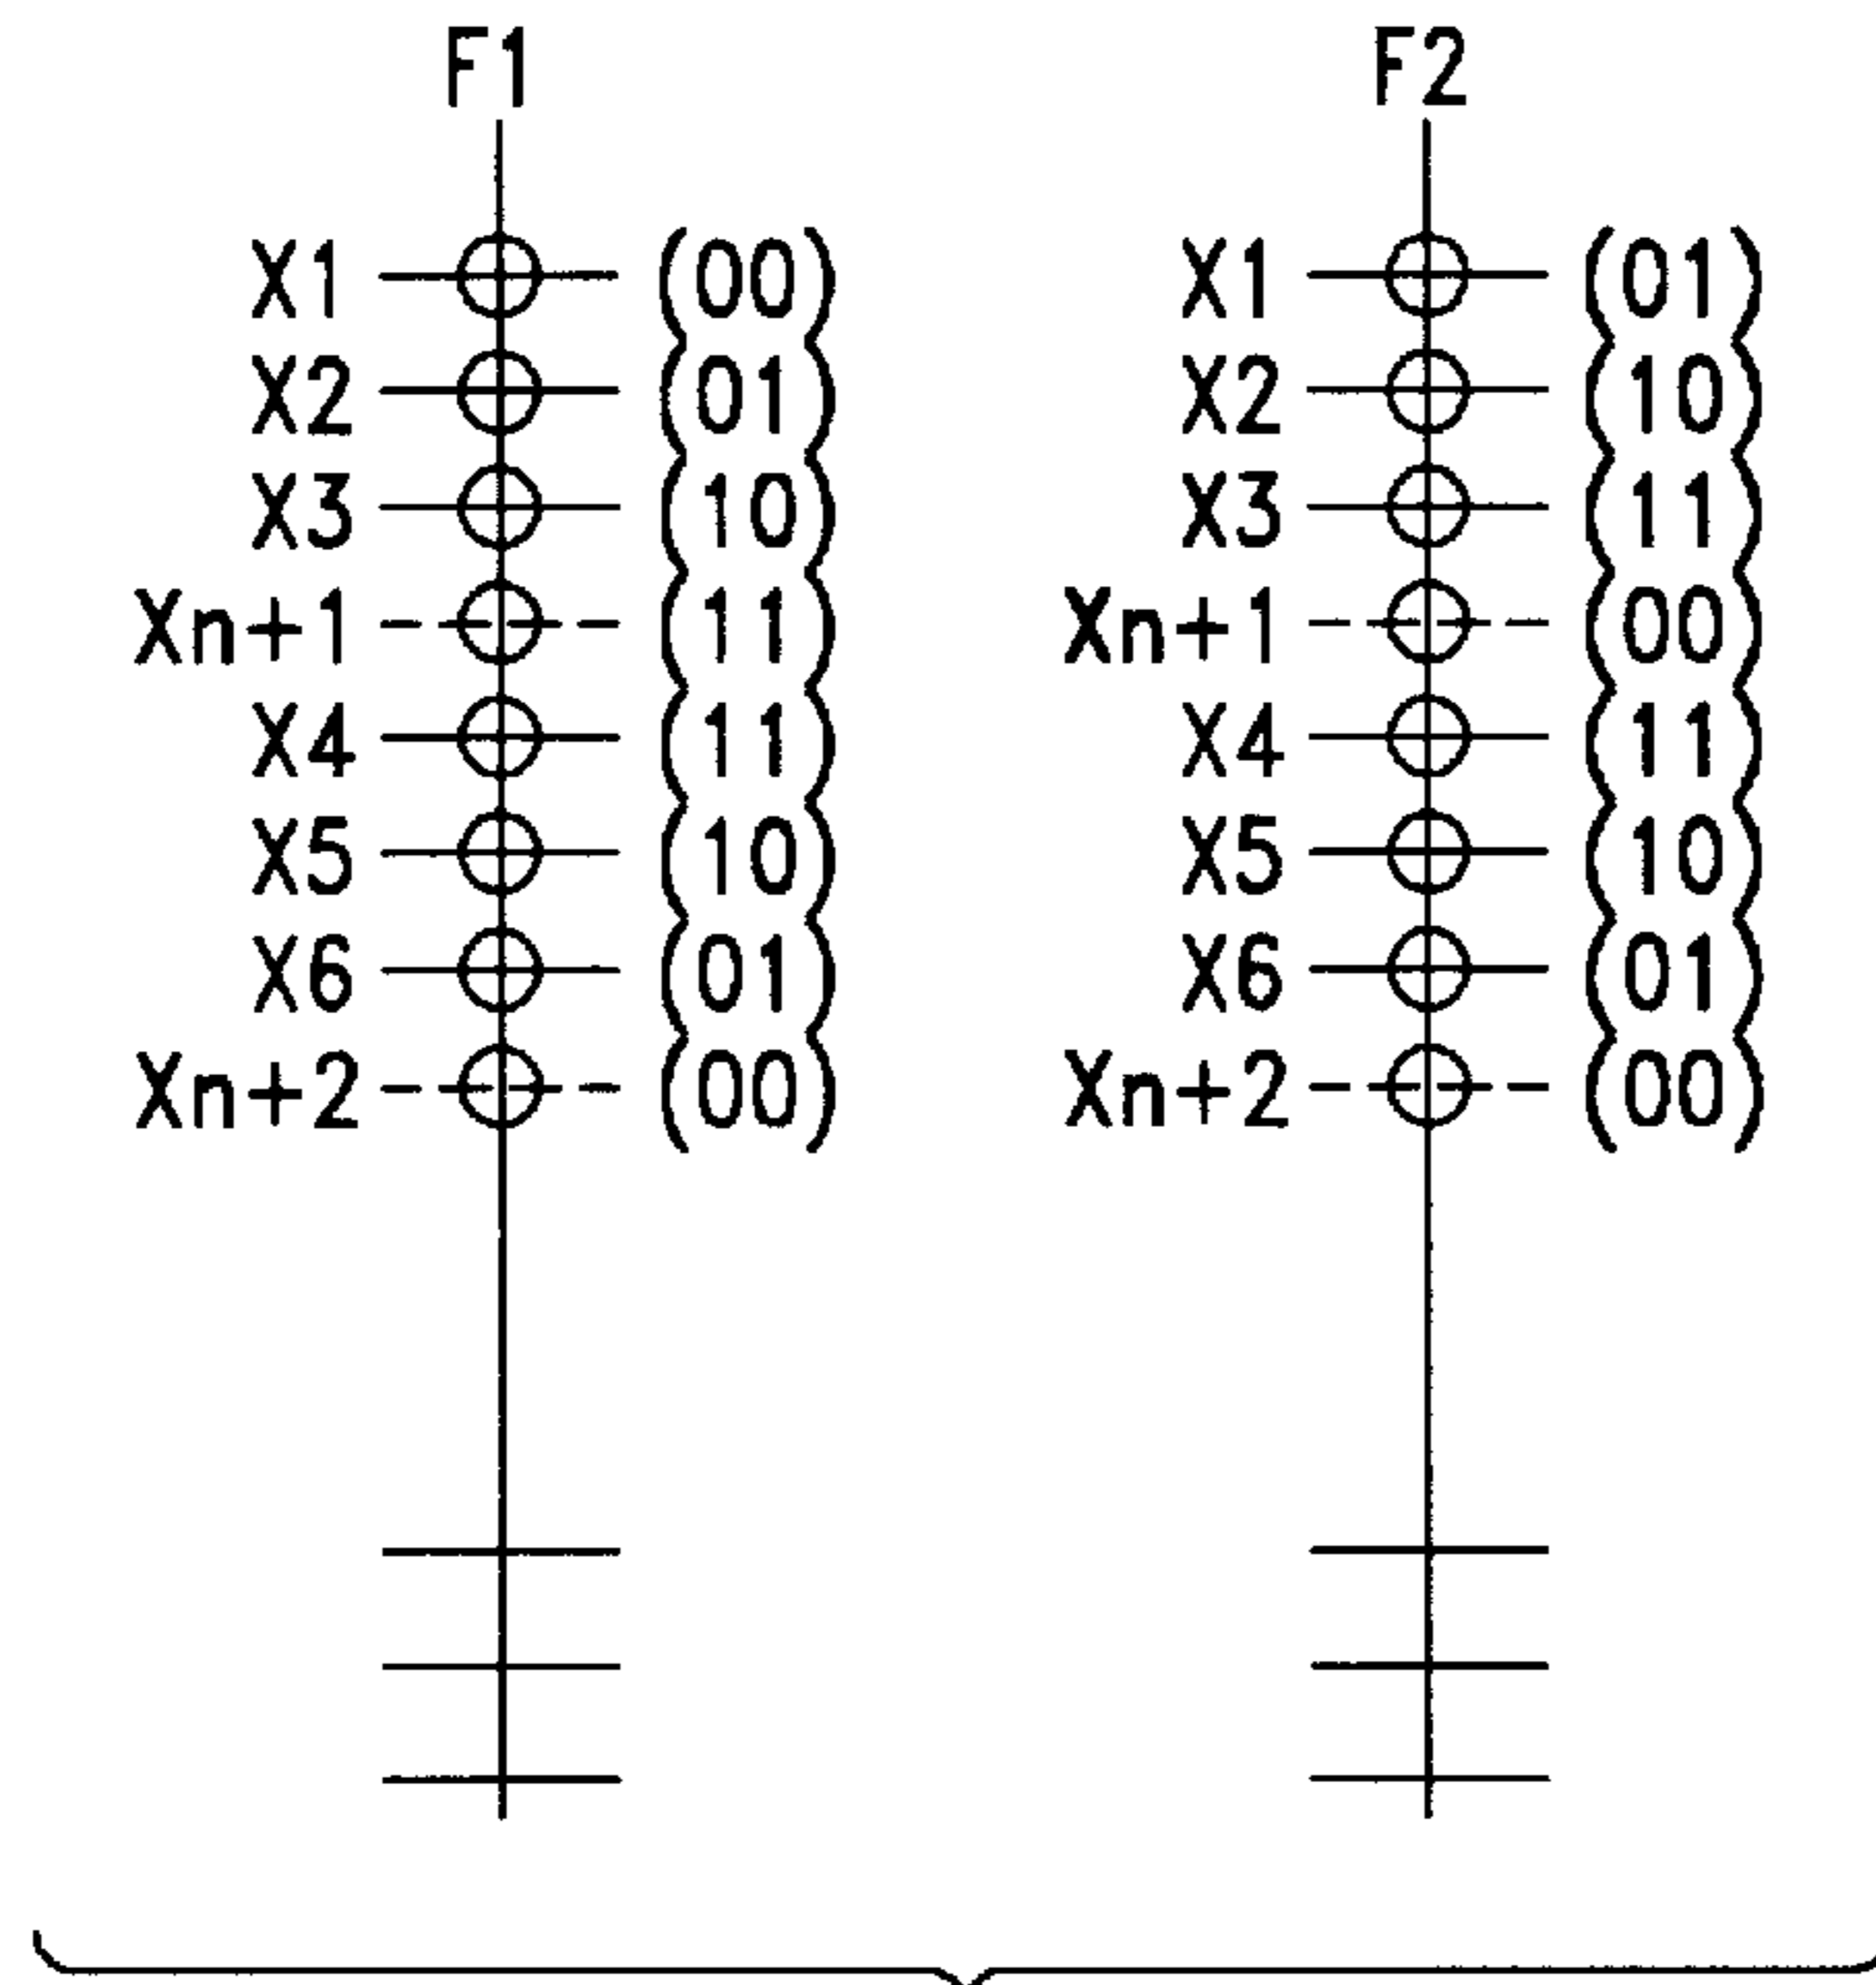 F1 F2
X1 (00) X1 (01)
X2 (01) X2 (10)
X3 (10) X3 (11)
Xn+1 (11) Xn+1 (00)
X4 (11) X4 (11)
X5 (10) X5 (10)
X6 (01) X6 (01)
Xn+2 (00) Xn+2 (00)